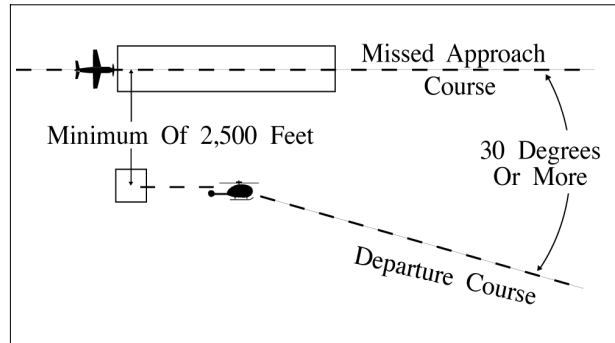 Missed Approach
Course
Minimum Of 2,500 Feet
30 Degrees
Or More
Departure Course